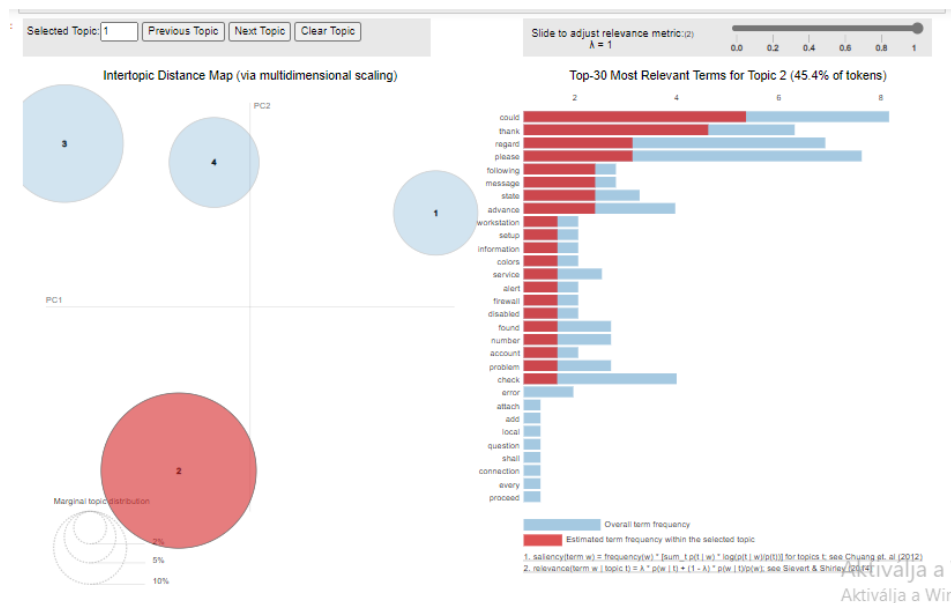 Selected Topic: 1 Previous Topic Next Topic Clear Topic
Slide to adjust relevance metric:(2)
λ = 1
0.0 0.2 0.4 0.6 0.8 1
Intertopic Distance Map (via multidimensional scaling)
PC2
PC1
3
4
1
2
Marginal topic distribution
2%
5%
10%
Top-30 Most Relevant Terms for Topic 2 (45.4% of tokens)
2 4 6 8
could
thank
regard
please
following
message
state
advance
workstation
setup
information
colors
service
alert
firewall
disabled
found
number
account
problem
check
error
attach
add
local
question
shall
connection
every
proceed
Overall term frequency
Estimated term frequency within the selected topic
1. saliency(term w) = frequency(w) * [sum_t p(t | w) * log(p(t | w)/p(t))] for topics t; see Chuang et. al (2012)
2. relevance(term w | topic t) = λ * p(w | t) + (1 - λ) * p(w | t)/p(w); see Sievert & Shirley (2014)
Aktiválja a
Aktiválja a Wi